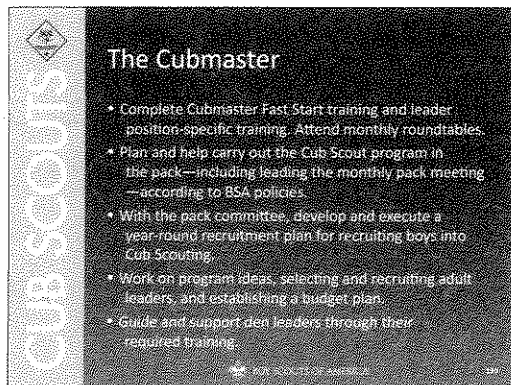 CUB SCOUTS
The Cubmaster
• Complete Cubmaster Fast Start training and leader
position-specific training. Attend monthly roundtables.
• Plan and help carry out the Cub Scout program in
the pack—including leading the monthly pack meeting
—according to BSA policies.
• With the pack committee, develop and execute a
year-round recruitment plan for recruiting boys into
Cub Scouting.
• Work on program ideas, selecting and recruiting adult
leaders, and establishing a budget plan.
• Guide and support den leaders through their
required training.
BOY SCOUTS OF AMERICA